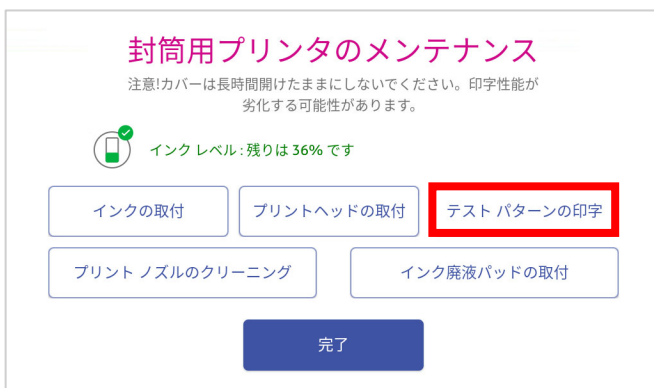 封筒用プリンタのメンテナンス
注意!カバーは長時間開けたままにしないでください。印字性能が
劣化する可能性があります。
インク レベル:残りは 36% です
インクの取付
プリントヘッドの取付
テスト パターンの印字
プリント ノズルのクリーニング
インク廃液パッドの取付
完了